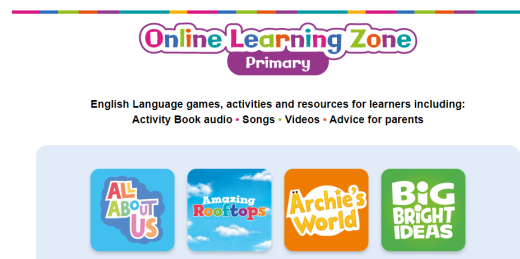 Online Learning Zone
Primary
English Language games, activities and resources for learners including:
Activity Book audio • Songs • Videos • Advice for parents
ALL
ABOUT
US
Amazing
Rooftops
Archie's
World
BiG
BRiGHT
IDEAS